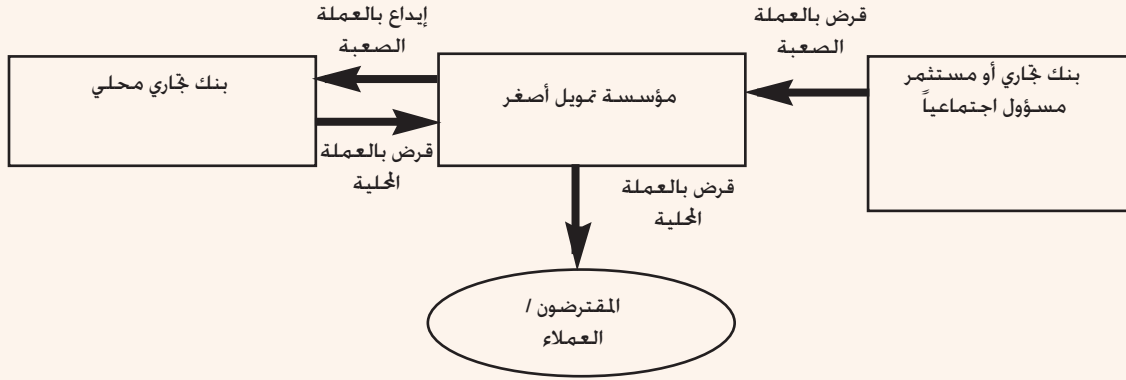 قرض بالعملة
الصعبة
إيداع بالعملة
الصعبة
بنك تجاري أو مستثمر
مسؤول اجتماعياً
مؤسسة تمويل أصغر
بنك تجاري محلي
قرض بالعملة
المحلية
قرض بالعملة
المحلية
المقترضون /
العملاء